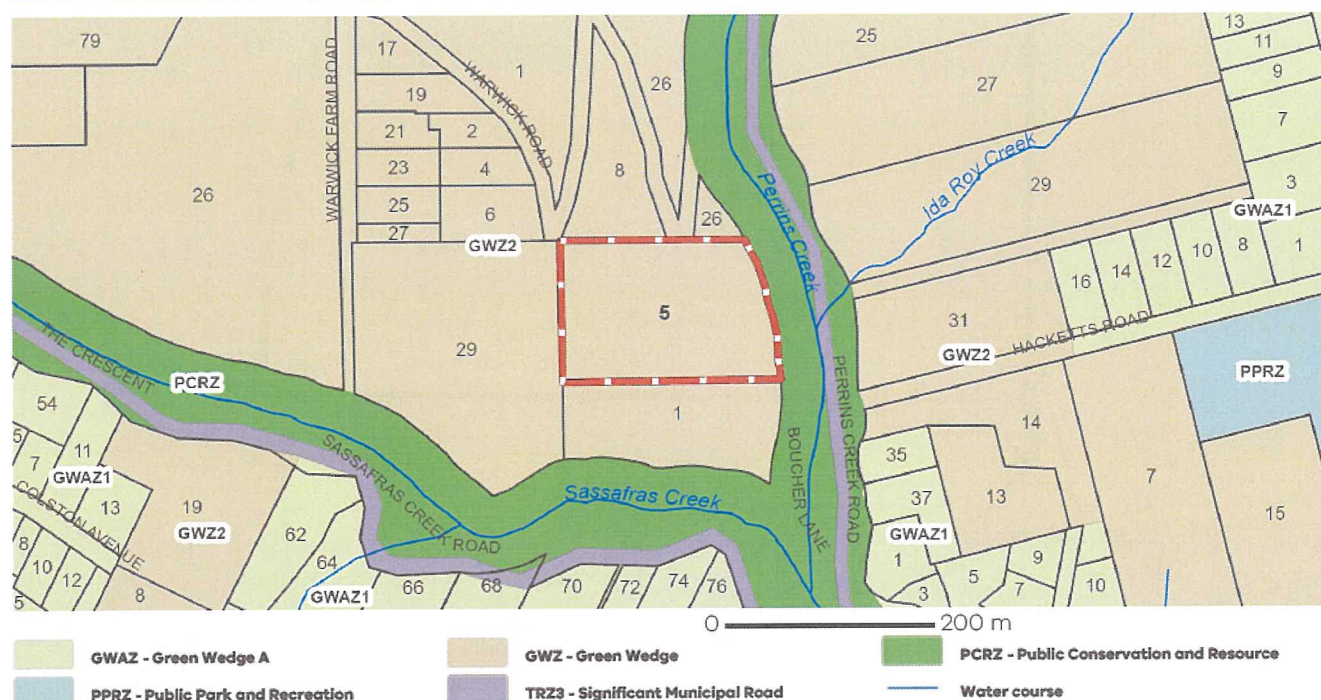 79
17
1
26
25
13
11
9
7
WARWICK FARM ROAD
WARWICK ROAD
19
27
21
2
23
4
8
26
Perrins Creek
Ida Roy Creek
29
3
GWAZ1
25
6
26
27
GWZ2
16
14
12
10
8
1
5
31
GWZ2
HACKETTS ROAD
29
THE CRESCENT
PCRZ
PPRZ
1
14
54
5
7
11
GWAZ1
13
COLSTON AVENUE
19
GWZ2
SASSAFRAS CREEK ROAD
Sassafras Creek
BOUCHER LANE
PERRINS CREEK ROAD
35
37
13
7
15
GWAZ1
62
64
8
10
12
5
8
GWAZ1
66
68
70
72
74
76
1
3
5
9
7
10
0 200 m
GWAZ - Green Wedge A
GWZ - Green Wedge
PCRZ - Public Conservation and Resource
PPRZ - Public Park and Recreation
TRZ3 - Significant Municipal Road
Water course